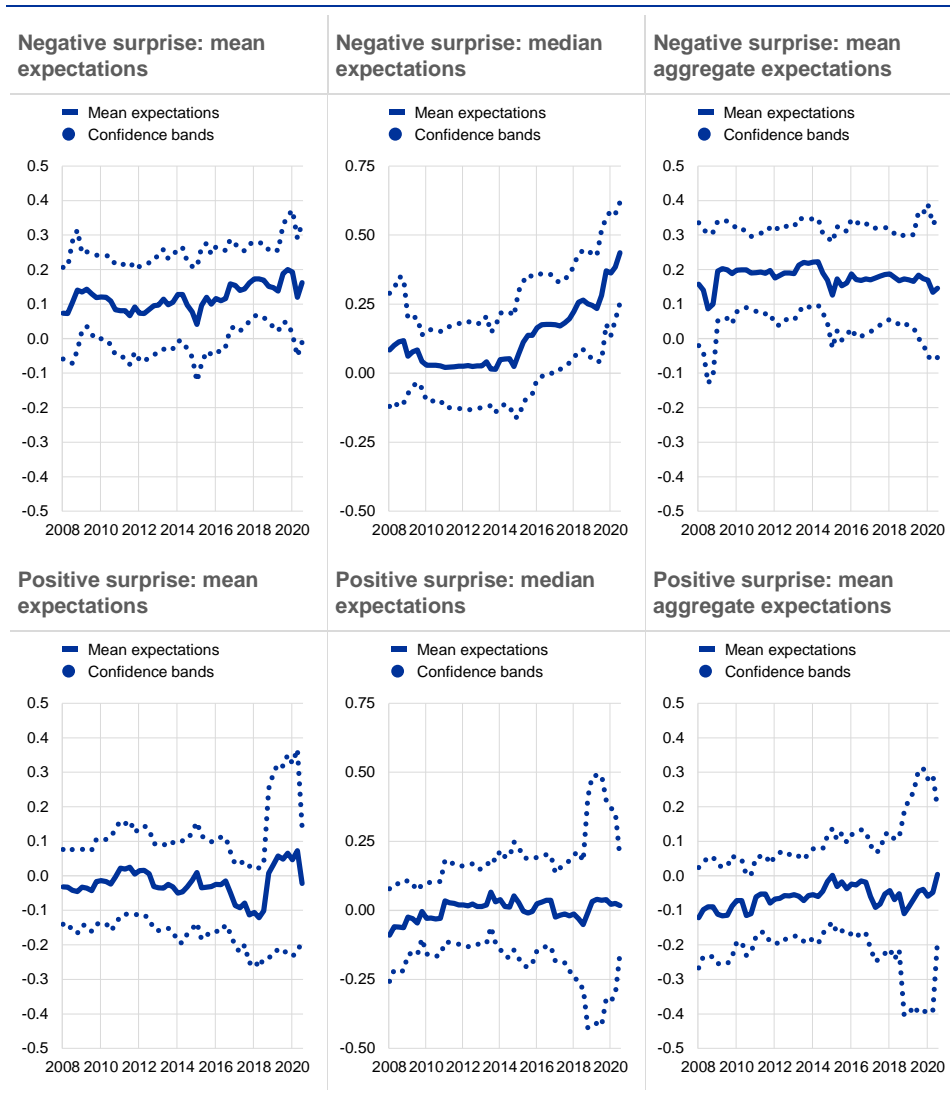 Negative surprise: mean
expectations
Negative surprise: median
expectations
Negative surprise: mean
aggregate expectations
Mean expectations
Confidence bands
Mean expectations
Confidence bands
Mean expectations
Confidence bands
0.5
0.4
0.3
0.2
0.1
0.0
-0.1
-0.2
-0.3
-0.4
-0.5
2008 2010 2012 2014 2016 2018 2020
0.75
0.50
0.25
0.00
-0.25
-0.50
2008 2010 2012 2014 2016 2018 2020
0.5
0.4
0.3
0.2
0.1
0.0
-0.1
-0.2
-0.3
-0.4
-0.5
2008 2010 2012 2014 2016 2018 2020
Positive surprise: mean
expectations
Positive surprise: median
expectations
Positive surprise: mean
aggregate expectations
Mean expectations
Confidence bands
Mean expectations
Confidence bands
Mean expectations
Confidence bands
0.5
0.4
0.3
0.2
0.1
0.0
-0.1
-0.2
-0.3
-0.4
-0.5
2008 2010 2012 2014 2016 2018 2020
0.75
0.50
0.25
0.00
-0.25
-0.50
2008 2010 2012 2014 2016 2018 2020
0.5
0.4
0.3
0.2
0.1
0.0
-0.1
-0.2
-0.3
-0.4
-0.5
2008 2010 2012 2014 2016 2018 2020